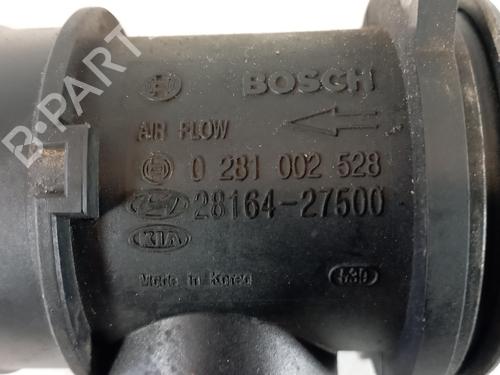 BOSCH
AIR FLOW
0 281 002 528
28164-27500
KIA
Made in Korea
B-PART